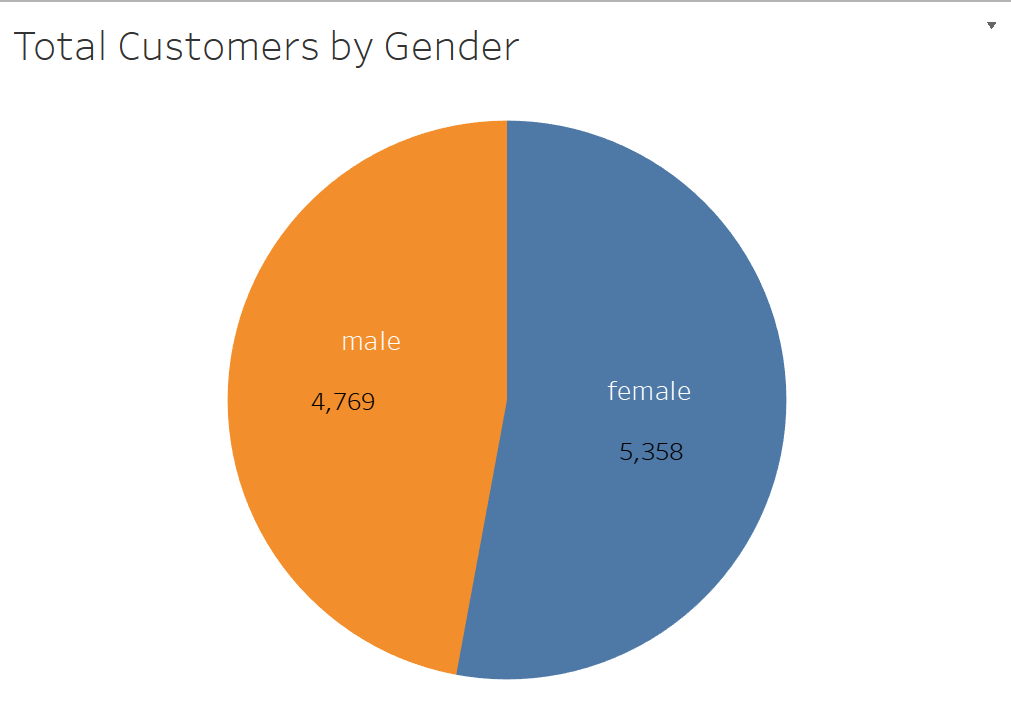 Total Customers by Gender
male
4,769
female
5,358